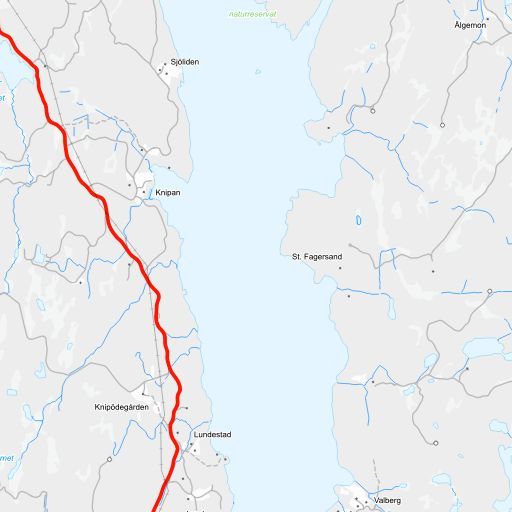 naturreservat
Älgemon
Sjöliden
Knipan
St. Fagersand
Knipödegården
Lundestad
Valberg